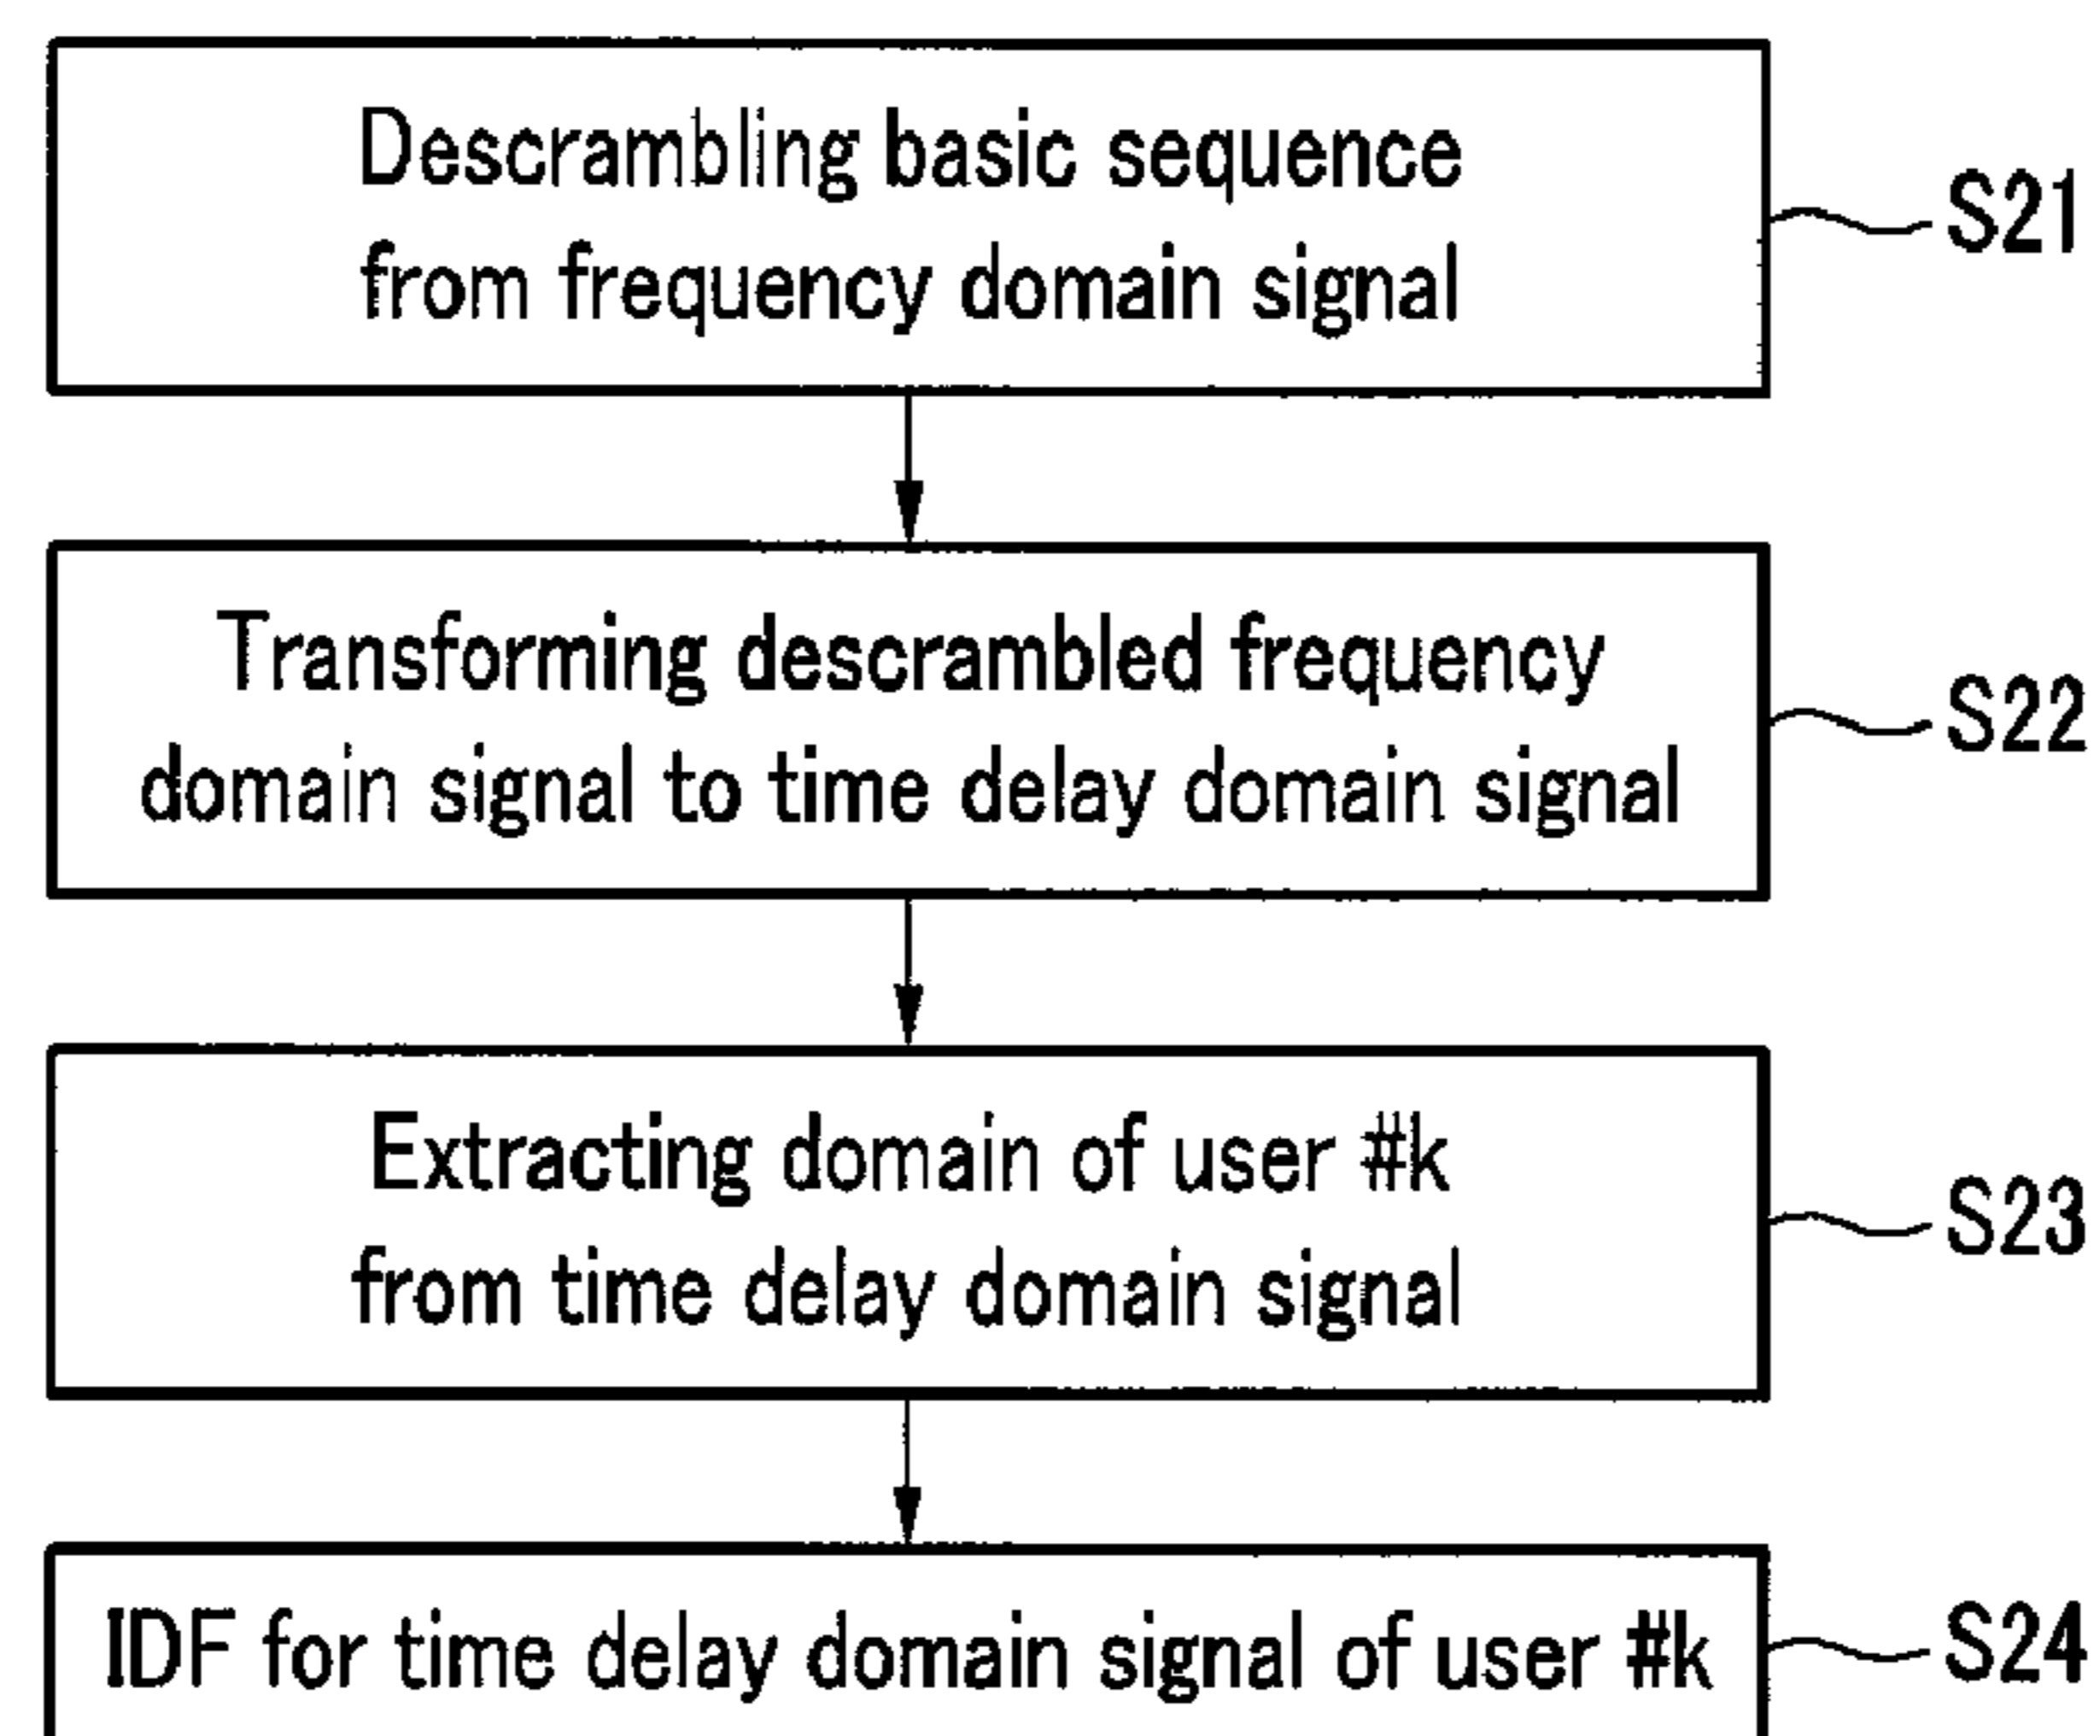 Descrambling basic sequence
from frequency domain signal
S21
Transforming descrambled frequency
domain signal to time delay domain signal
S22
Extracting domain of user #k
from time delay domain signal
S23
IDF for time delay domain signal of user #k
S24